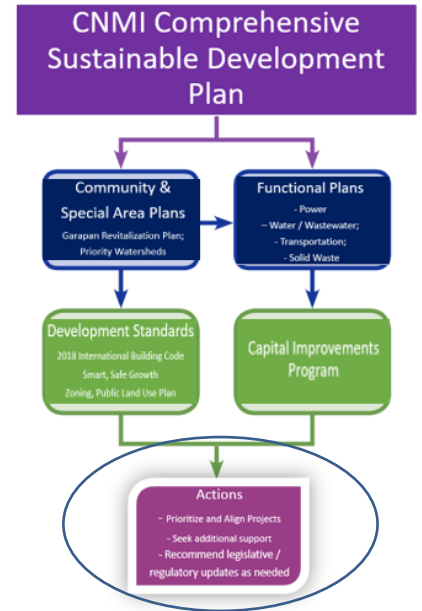 CNMI Comprehensive
Sustainable Development
Plan
Community &
Special Area Plans
Garapan Revitalization Plan;
Priority Watersheds
Functional Plans
- Power
– Water / Wastewater;
- Transportation;
- Solid Waste
Development Standards
2018 International Building Code
Smart, Safe Growth
Zoning, Public Land Use Plan
Capital Improvements
Program
Actions
– Prioritize and Align Projects
- Seek additional support
- Recommend legislative /
regulatory updates as needed